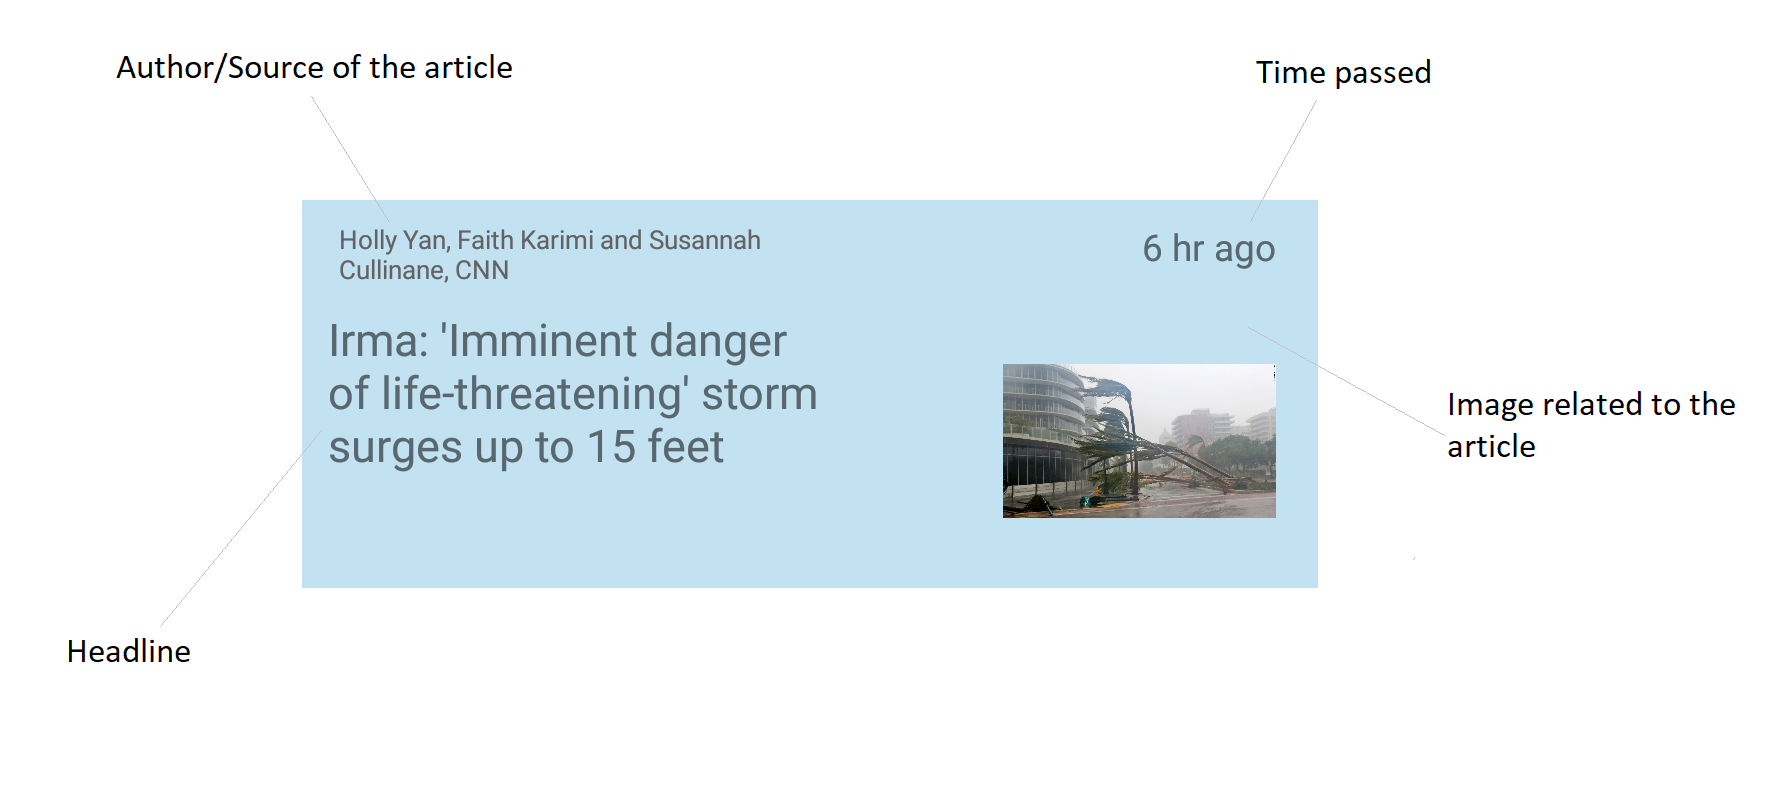 Author/Source of the article
Time passed
Holly Yan, Faith Karimi and Susannah
Cullinane, CNN
6 hr ago
Irma: 'Imminent danger
of life-threatening' storm
surges up to 15 feet
Image related to the
article
Headline